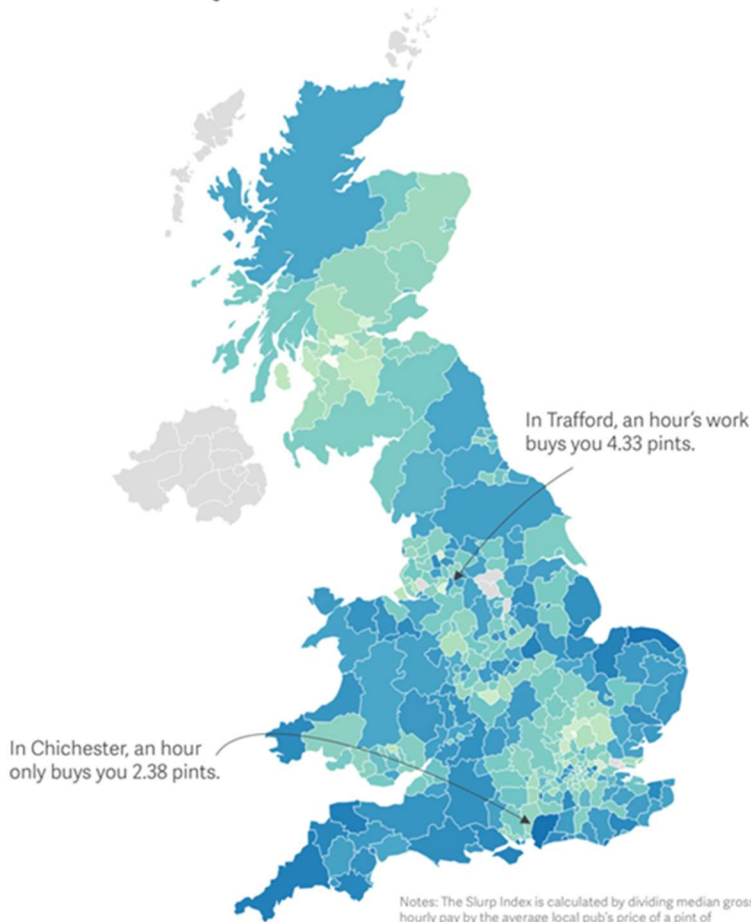 In Trafford, an hour's work
buys you 4.33 pints.
In Chichester, an hour
only buys you 2.38 pints.
Notes: The Slurp Index is calculated by dividing median gross
hourly pay by the average local pub's price of a pint of